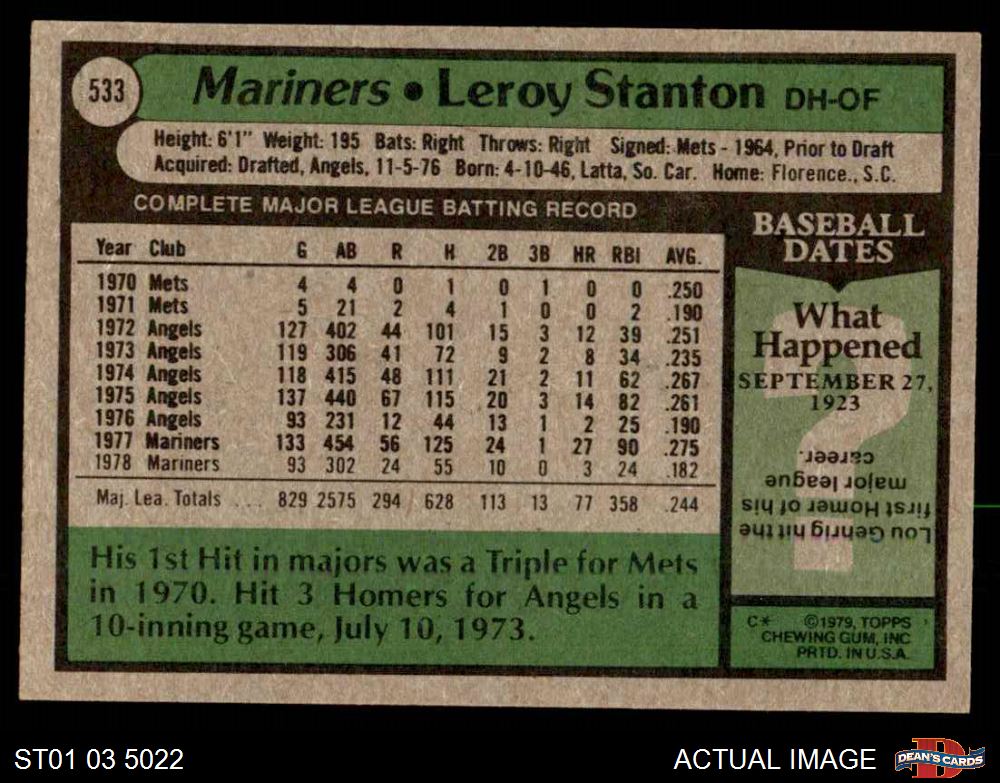 533
Mariners • Leroy Stanton DH-OF
Height: 6'1" Weight: 195 Bats: Right Throws: Right Signed: Mets - 1964, Prior to Draft
Acquired: Drafted, Angels, 11-5-76 Born: 4-10-46, Latta, So. Car. Home: Florence., S.C.
COMPLETE MAJOR LEAGUE BATTING RECORD
Year Club G AB R H 2B 3B HR RBI AVG.
1970 Mets 4 4 0 1 0 1 0 0 .250
1971 Mets 5 21 2 4 1 0 0 2 .190
1972 Angels 127 402 44 101 15 3 12 39 .251
1973 Angels 119 306 41 72 9 2 8 34 .235
1974 Angels 118 415 48 111 21 2 11 62 .267
1975 Angels 137 440 67 115 20 3 14 82 .261
1976 Angels 93 231 12 44 13 1 2 25 .190
1977 Mariners 133 454 56 125 24 1 27 90 .275
1978 Mariners 93 302 24 55 10 0 3 24 .182
Maj. Lea. Totals . . . 829 2575 294 628 113 13 77 358 .244
His 1st Hit in majors was a Triple for Mets
in 1970. Hit 3 Homers for Angels in a
10-inning game, July 10, 1973.
BASEBALL
DATES
What
Happened
SEPTEMBER 27,
1923
?
Lou Gehrig hit the
first Homer of his
major league
career.
C* ©1979, TOPPS
CHEWING GUM, INC
PRTD. IN U.S.A.
ST01 03 5022
ACTUAL IMAGE
D
DEAN'S CARDS